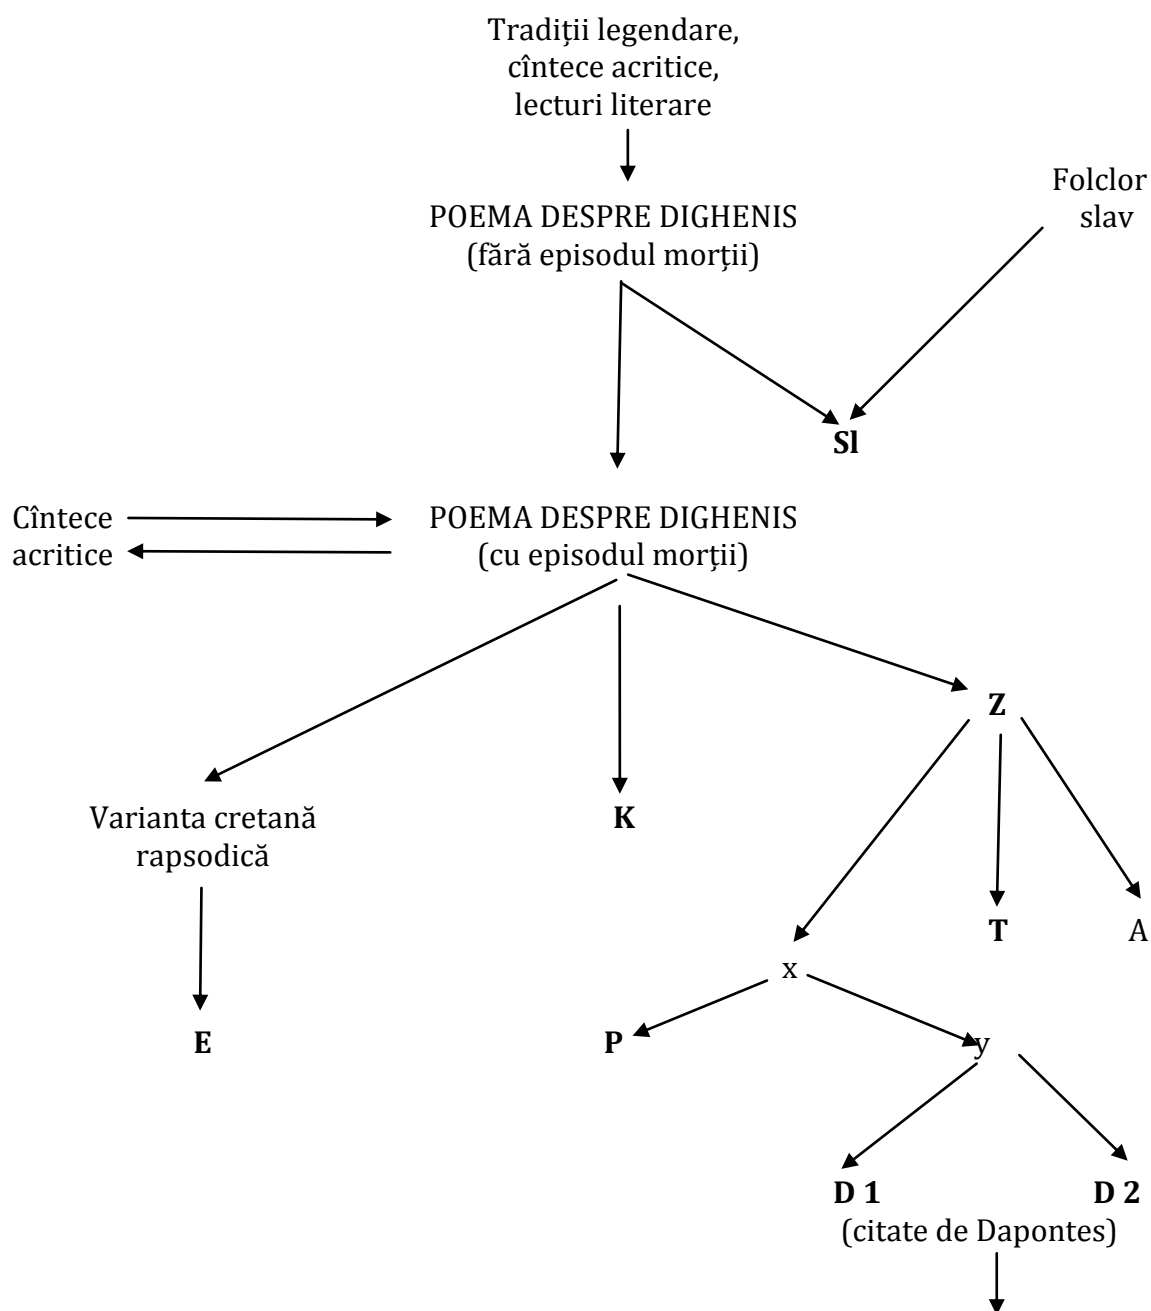 Tradiții legendare,
cîntece acritice,
lecturi literare
Folclor
slav
POEMA DESPRE DIGHENIS
(fără episodul morții)
Sl
Cîntece
acritice
POEMA DESPRE DIGHENIS
(cu episodul morții)
Z
Varianta cretană
rapsodică
K
T
A
x
E
P
y
D 1
D 2
(citate de Dapontes)